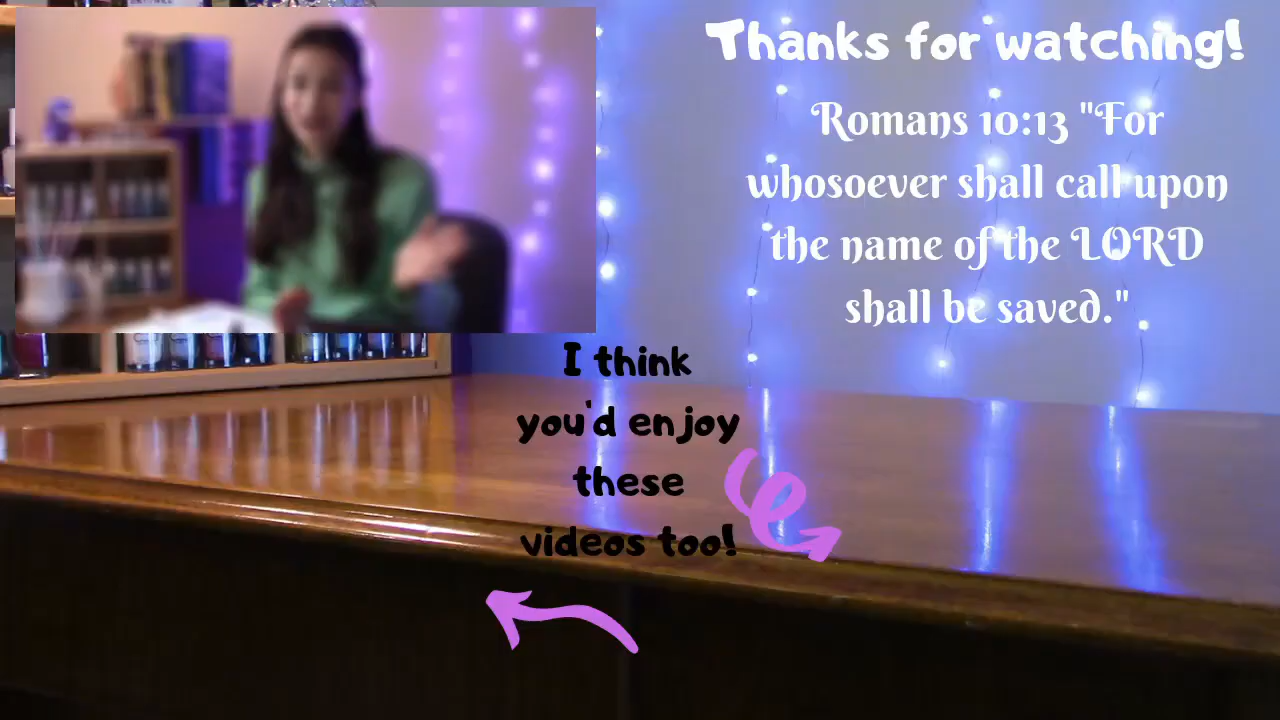 Thanks for watching!
Romans 10:13 "For
whosoever shall call upon
the name of the LORD
shall be saved."
I think
you'd enjoy
these
videos too!